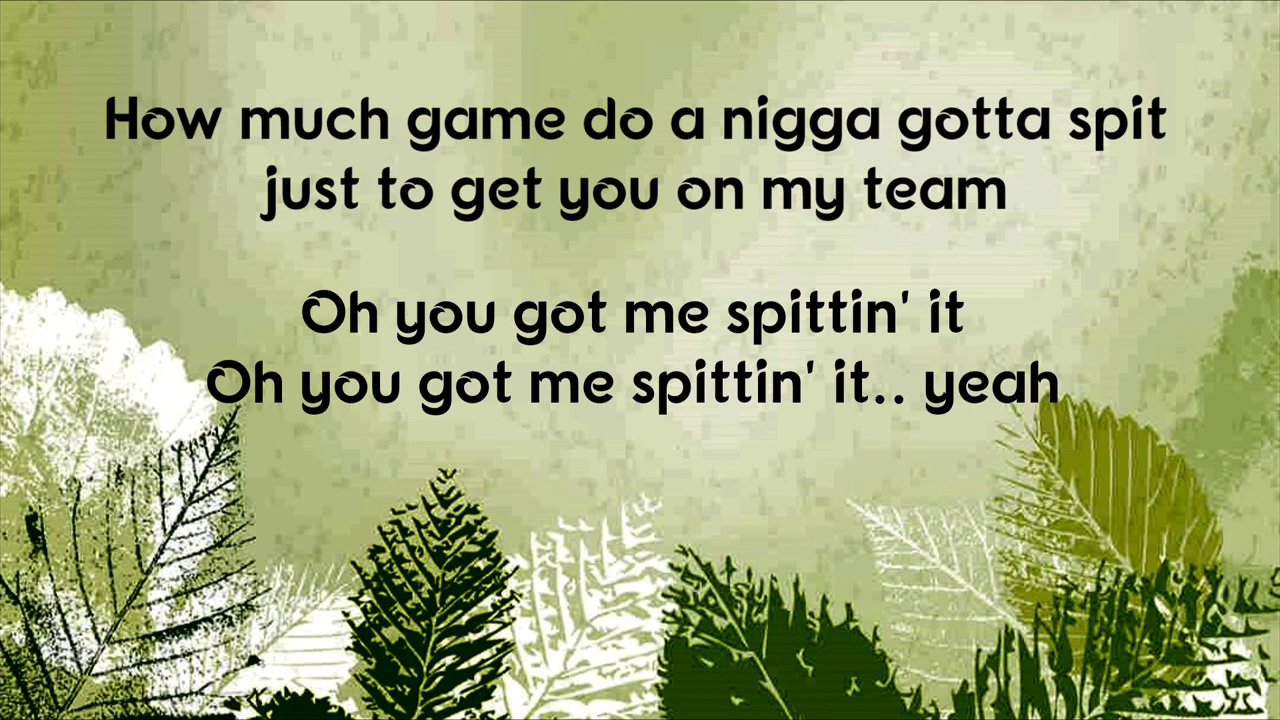 How much game do a nigga gotta spit
just to get you on my team
Oh you got me spittin' it
Oh you got me spittin' it.. yeah